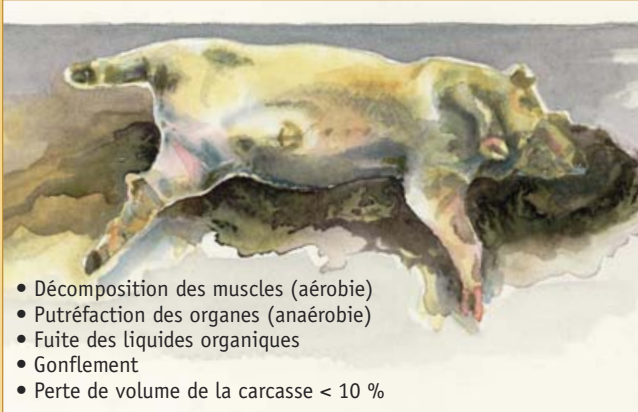 • Décomposition des muscles (aérobie)
• Putréfaction des organes (anaérobie)
• Fuite des liquides organiques
• Gonflement
• Perte de volume de la carcasse < 10 %